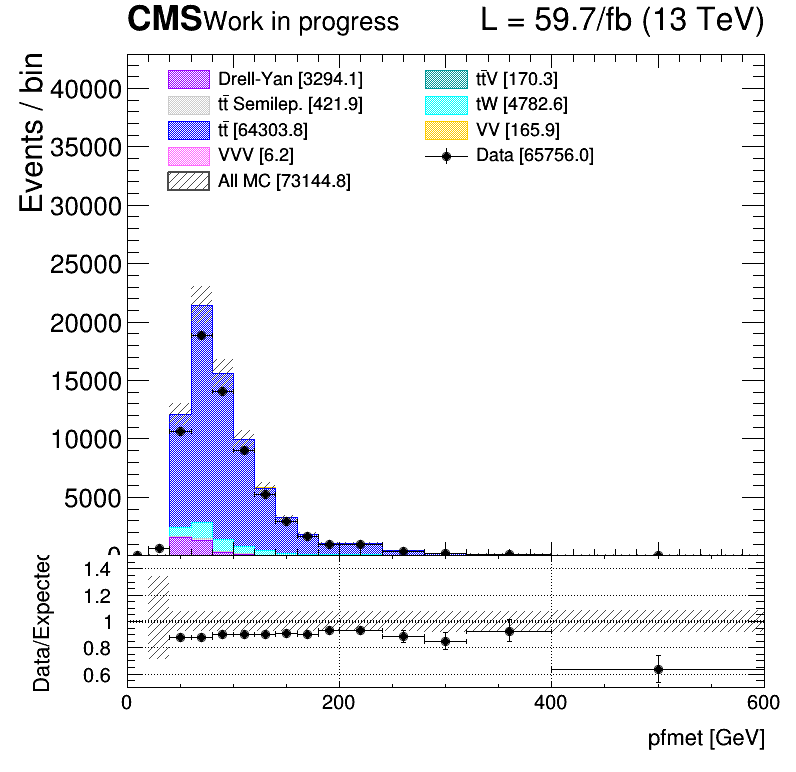 CMS Work in progress L = 59.7/fb (13 TeV)
Events / bin
Drell-Yan [3294.1]
tt̄ Semilep. [421.9]
tt̄ [64303.8]
VVV [6.2]
All MC [73144.8]
tt̄V [170.3]
tW [4782.6]
VV [165.9]
Data [65756.0]
40000
35000
30000
25000
20000
15000
10000
5000
0
Data/Expected
1.4
1.2
1
0.8
0.6
0 200 400 600
pfmet [GeV]